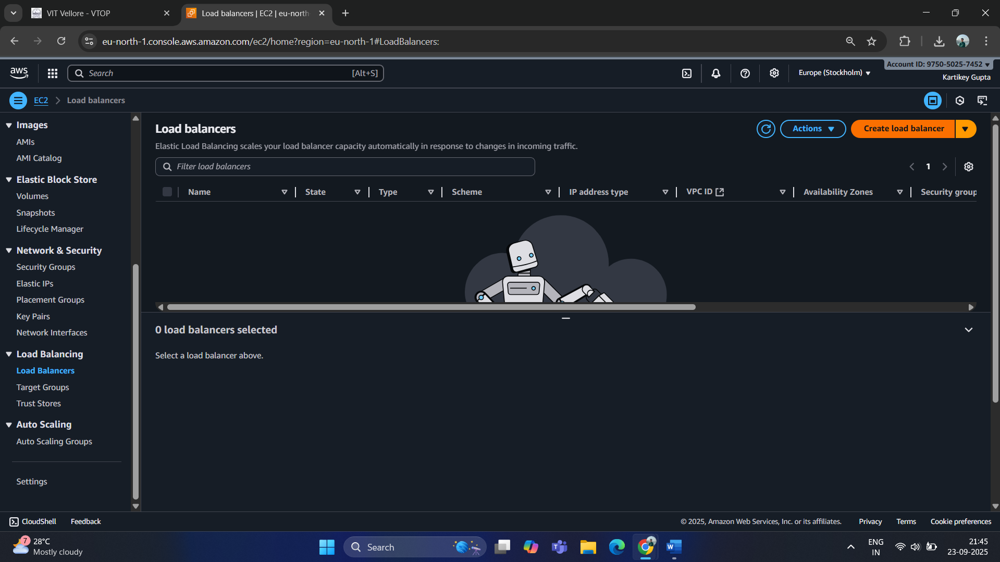 VIT Vellore - VTOP
Load balancers | EC2 | eu-north-
eu-north-1.console.aws.amazon.com/ec2/home?region=eu-north-1#LoadBalancers:
aws
Search [Alt+S]
Europe (Stockholm)
Account ID: 9750-5025-7452
Kartikey Gupta
EC2 Load balancers
Images
AMIs
AMI Catalog
Elastic Block Store
Volumes
Snapshots
Lifecycle Manager
Network & Security
Security Groups
Elastic IPs
Placement Groups
Key Pairs
Network Interfaces
Load Balancing
Load Balancers
Target Groups
Trust Stores
Auto Scaling
Auto Scaling Groups
Settings
Load balancers
Actions
Create load balancer
Elastic Load Balancing scales your load balancer capacity automatically in response to changes in incoming traffic.
Filter load balancers
1
Name State Type Scheme IP address type VPC ID Availability Zones Security group
0 load balancers selected
Select a load balancer above.
CloudShell Feedback
© 2025, Amazon Web Services, Inc. or its affiliates. Privacy Terms Cookie preferences
7
28°C
Mostly cloudy
Search
T
W
ENG
IN
21:45
23-09-2025